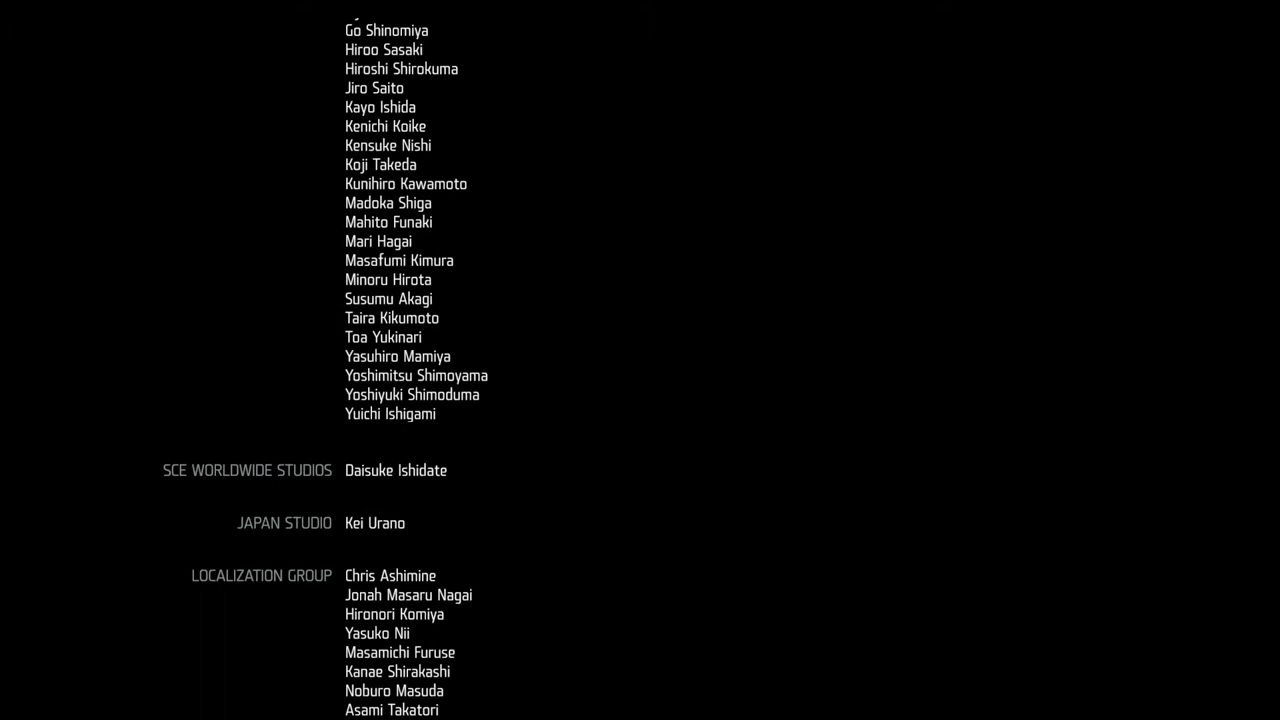 Go Shinomiya
Hiroo Sasaki
Hiroshi Shirokuma
Jiro Saito
Kayo Ishida
Kenichi Koike
Kensuke Nishi
Koji Takeda
Kunihiro Kawamoto
Madoka Shiga
Mahito Funaki
Mari Hagai
Masafumi Kimura
Minoru Hirota
Susumu Akagi
Taira Kikumoto
Toa Yukinari
Yasuhiro Mamiya
Yoshimitsu Shimoyama
Yoshiyuki Shimoduma
Yuichi Ishigami
SCE WORLDWIDE STUDIOS Daisuke Ishidate
JAPAN STUDIO Kei Urano
LOCALIZATION GROUP Chris Ashimine
Jonah Masaru Nagai
Hironori Komiya
Yasuko Nii
Masamichi Furuse
Kanae Shirakashi
Noburo Masuda
Asami Takatori